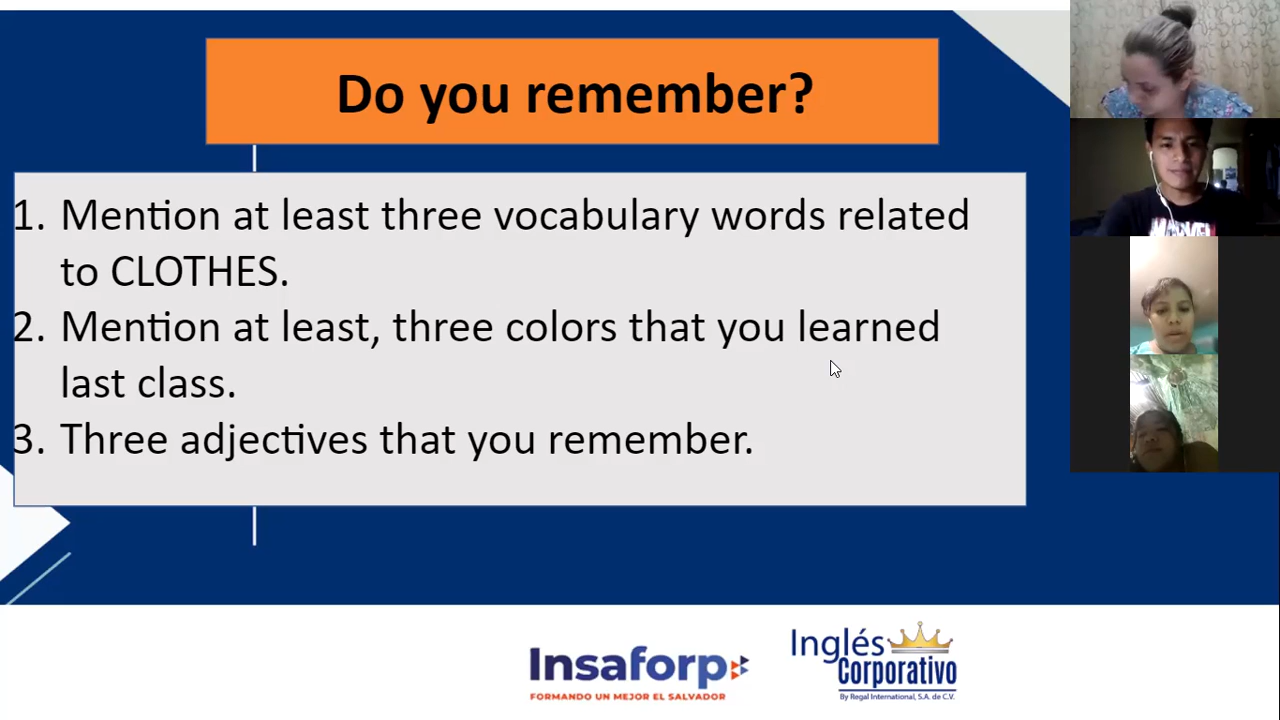 Do you remember?
1. Mention at least three vocabulary words related
to CLOTHES.
2. Mention at least, three colors that you learned
last class.
3. Three adjectives that you remember.
MARVEL
Insaforp
FORMANDO UN MEJOR EL SALVADOR
Inglés
Corporativo
By Regal International, S.A. de C.V.